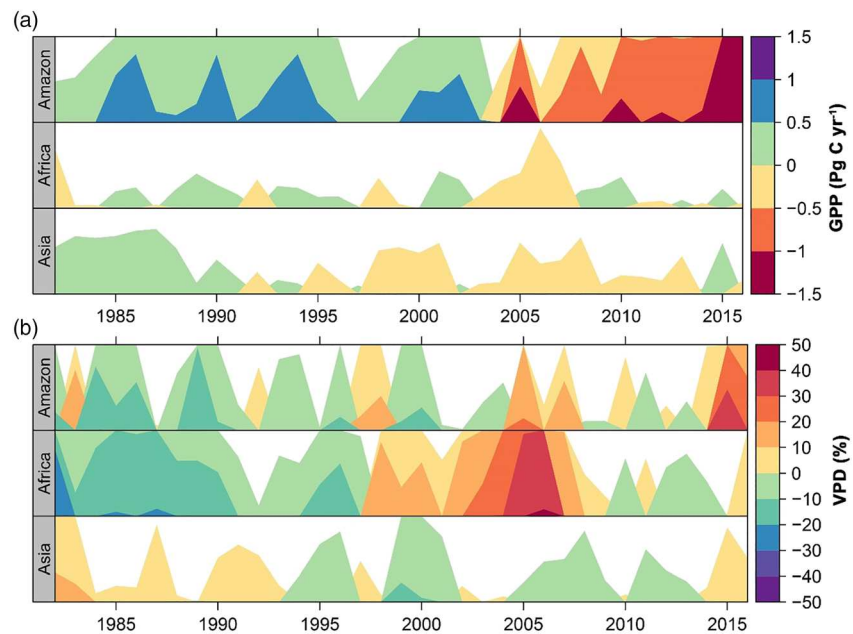 (a)
Amazon
Africa
Asia
1985 1990 1995 2000 2005 2010 2015
1.5
1
0.5
0
−0.5
−1
−1.5
GPP (Pg C yr⁻¹)
(b)
Amazon
Africa
Asia
1985 1990 1995 2000 2005 2010 2015
50
40
30
20
10
0
−10
−20
−30
−40
−50
VPD (%)